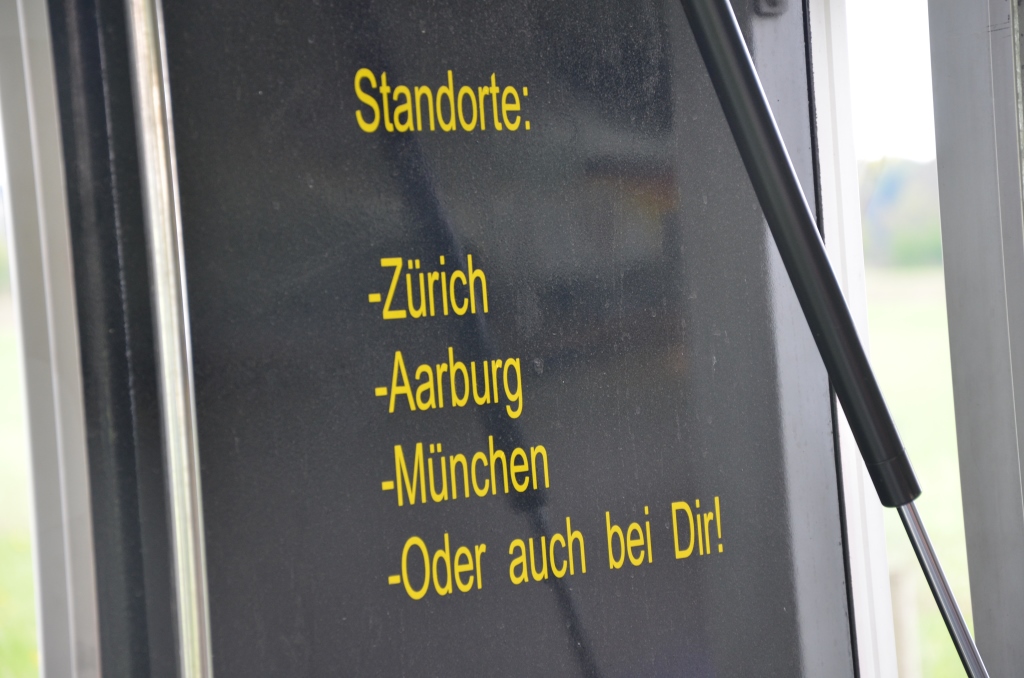 Standorte:
-Zürich
-Aarburg
-München
-Oder auch bei Dir!